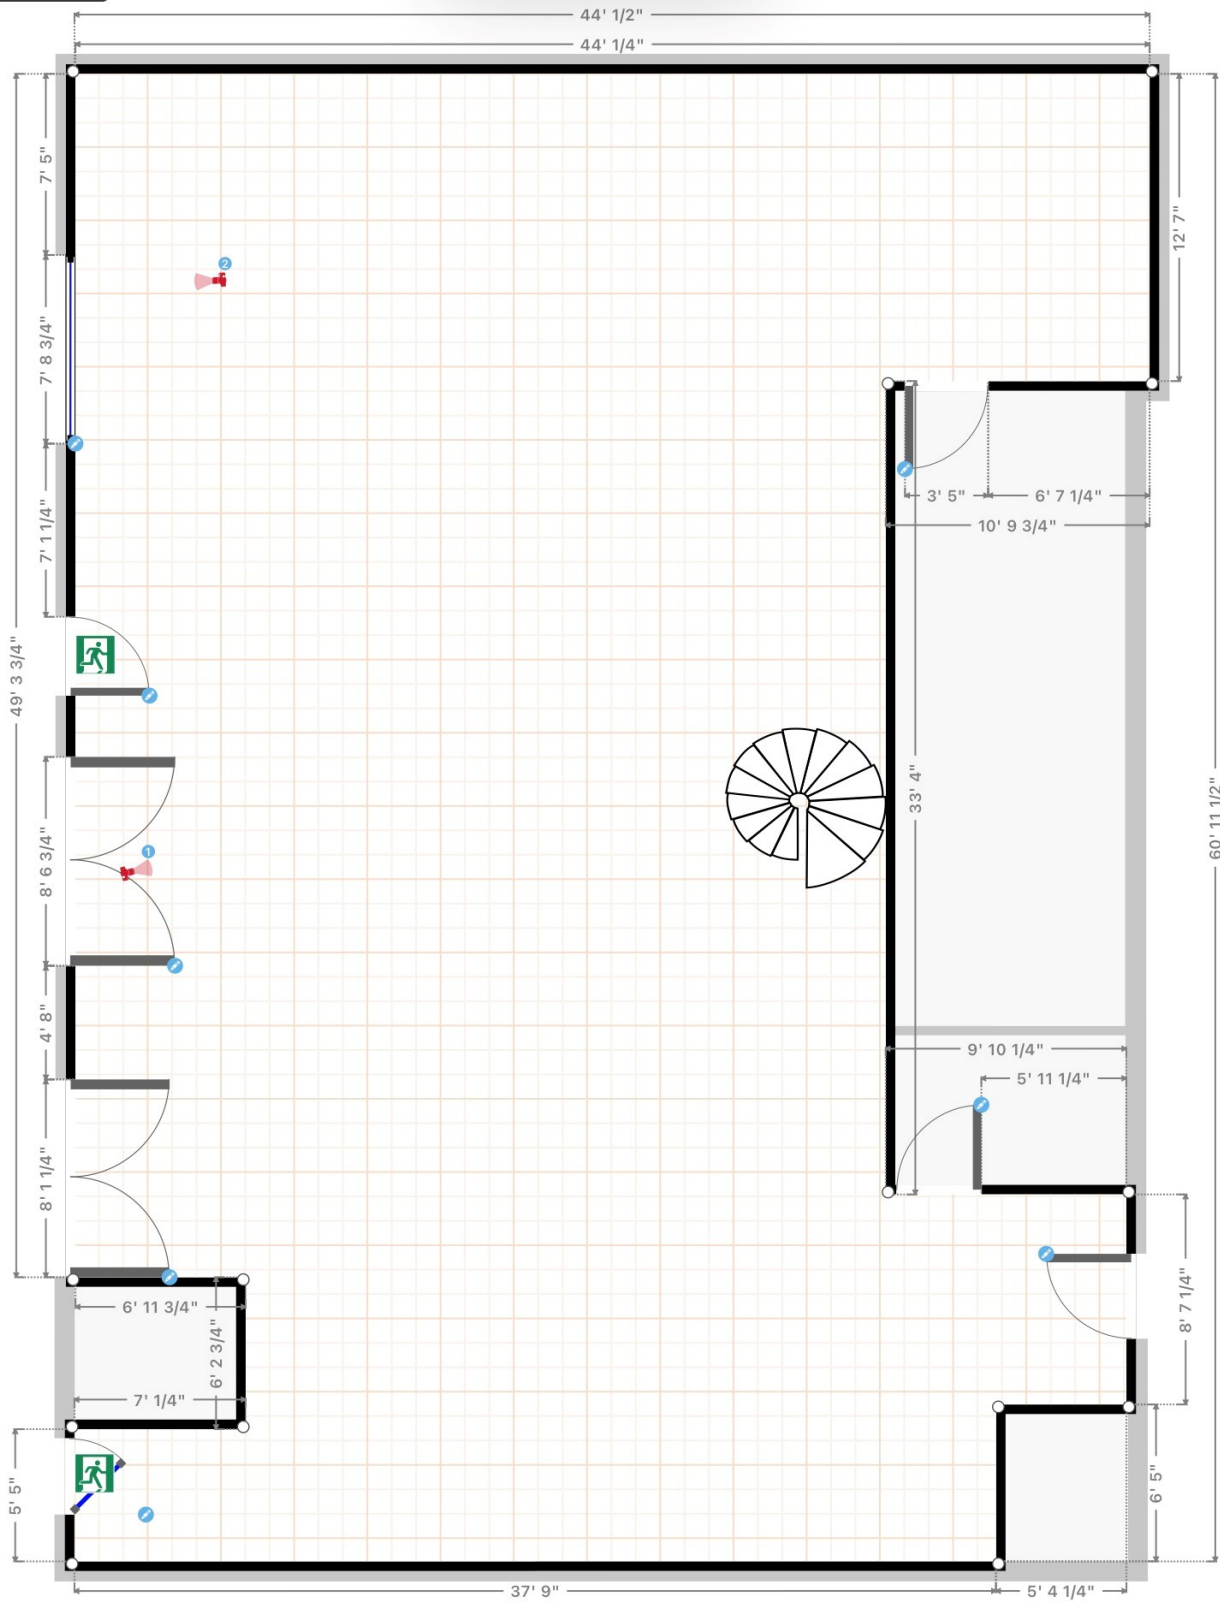 44' 1/2"
44' 1/4"
7' 5"
12' 7"
2
7' 8 3/4"
3' 5"
6' 7 1/4"
10' 9 3/4"
7' 1 1/4"
49' 3 3/4"
33' 4"
60' 11 1/2"
1
8' 6 3/4"
4' 8"
9' 10 1/4"
5' 11 1/4"
8' 1 1/4"
6' 11 3/4"
8' 7 1/4"
6' 2 3/4"
7' 1/4"
5' 5"
6' 5"
37' 9"
5' 4 1/4"